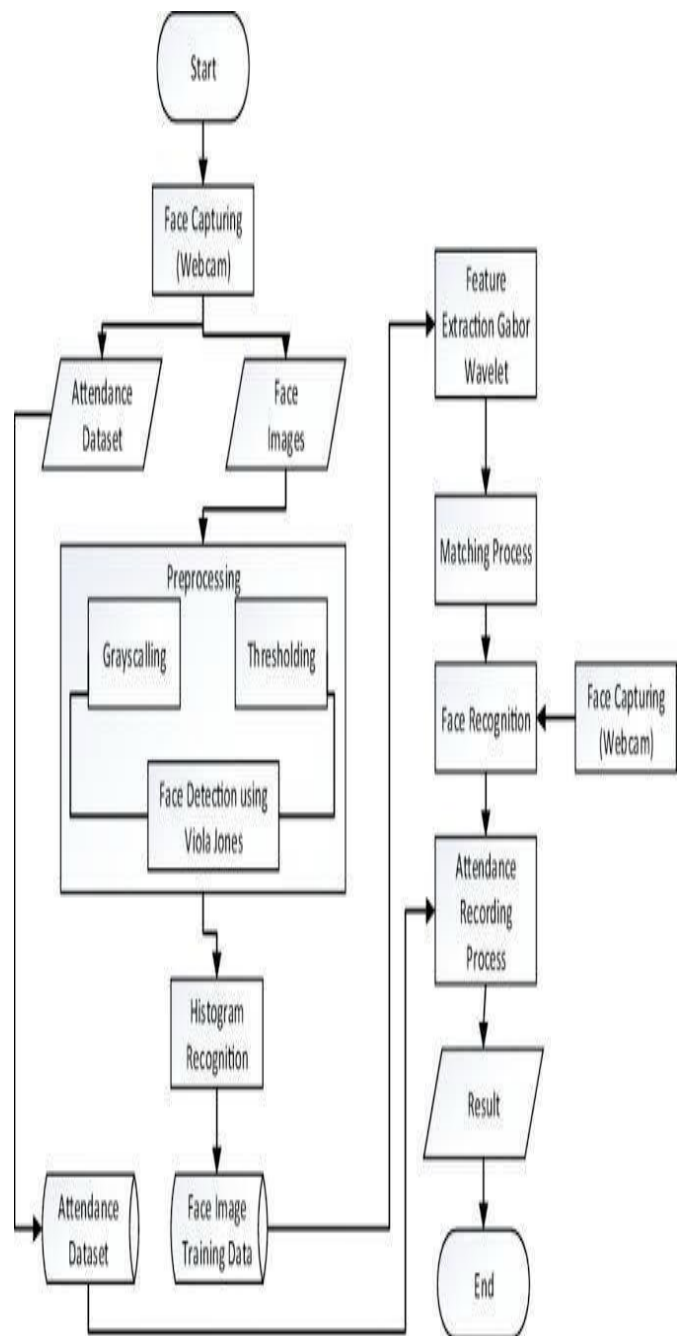 Start
Face Capturing
(Webcam)
Attendance
Dataset
Face
Images
Preprocessing
Grayscalling
Thresholding
Face Detection using
Viola Jones
Histogram
Recognition
Attendance
Dataset
Face Image
Training Data
Feature
Extraction Gabor
Wavelet
Matching Process
Face Recognition
Face Capturing
(Webcam)
Attendance
Recording
Process
Result
End